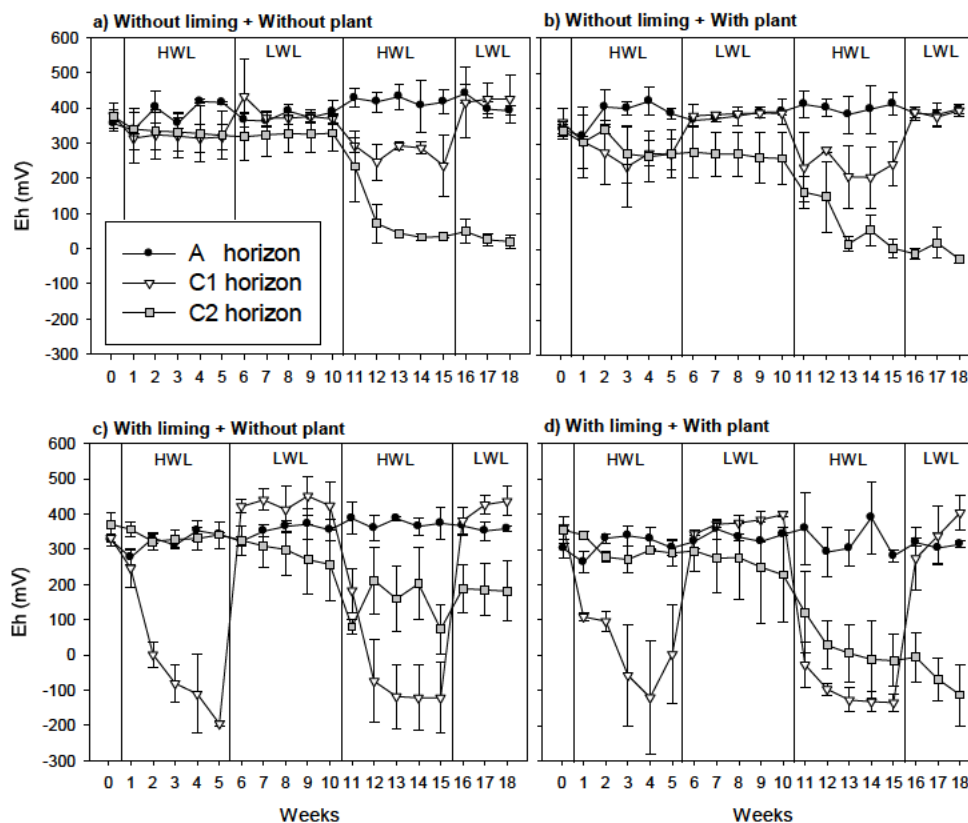 a) Without liming + Without plant
b) Without liming + With plant
HWL LWL HWL LWL
HWL LWL HWL LWL
600
500
400
300
200
100
0
-100
-200
-300
Eh (mV)
A horizon
C1 horizon
C2 horizon
0 1 2 3 4 5 6 7 8 9 10 11 12 13 14 15 16 17 18
0 1 2 3 4 5 6 7 8 9 10 11 12 13 14 15 16 17 18
c) With liming + Without plant
d) With liming + With plant
HWL LWL HWL LWL
HWL LWL HWL LWL
600
500
400
300
200
100
0
-100
-200
-300
Eh (mV)
0 1 2 3 4 5 6 7 8 9 10 11 12 13 14 15 16 17 18
0 1 2 3 4 5 6 7 8 9 10 11 12 13 14 15 16 17 18
Weeks
Weeks